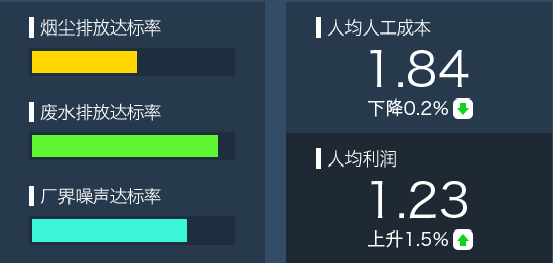 烟尘排放达标率
废水排放达标率
厂界噪声达标率
人均人工成本
1.84
下降0.2%
人均利润
1.23
上升1.5%